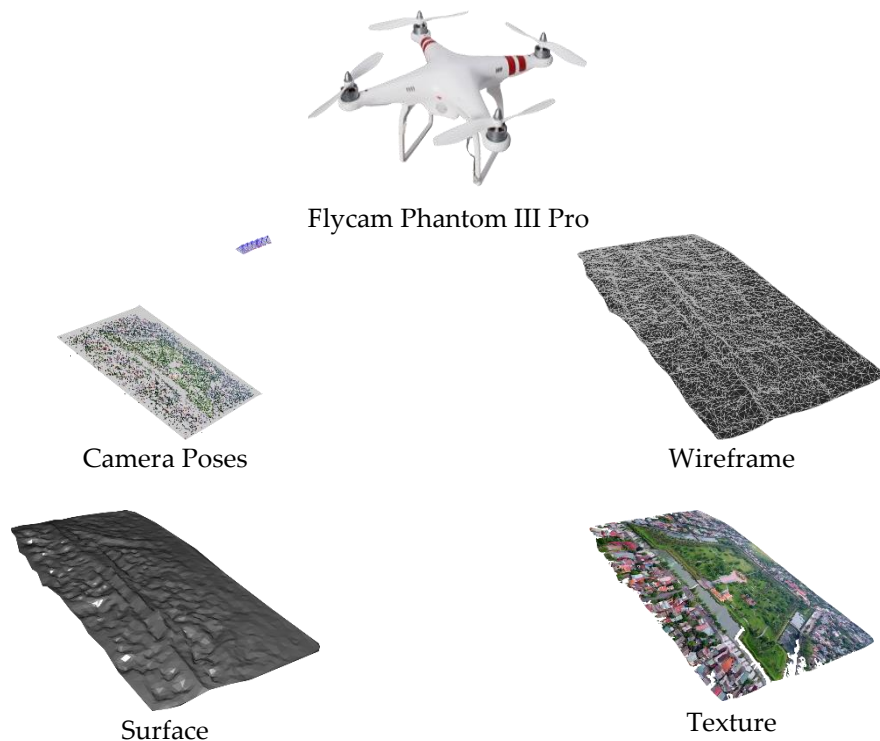 Flycam Phantom III Pro
Camera Poses
Wireframe
Surface
Texture